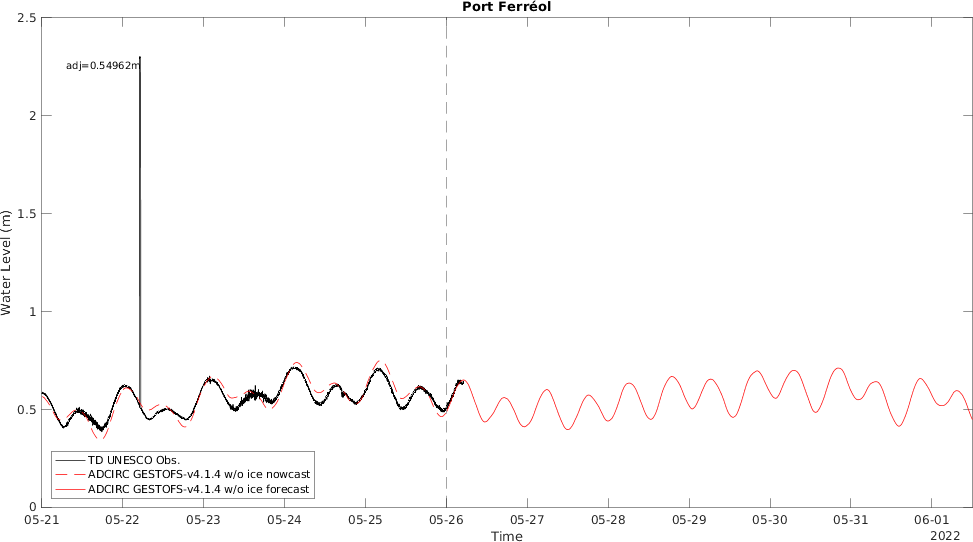 Port Ferréol
2.5
adj=0.54962m
2
1.5
Water Level (m)
1
0.5
TD UNESCO Obs.
ADCIRC GESTOFS-v4.1.4 w/o ice nowcast
ADCIRC GESTOFS-v4.1.4 w/o ice forecast
0
05-21 05-22 05-23 05-24 05-25 05-26 05-27 05-28 05-29 05-30 05-31 06-01
Time
2022